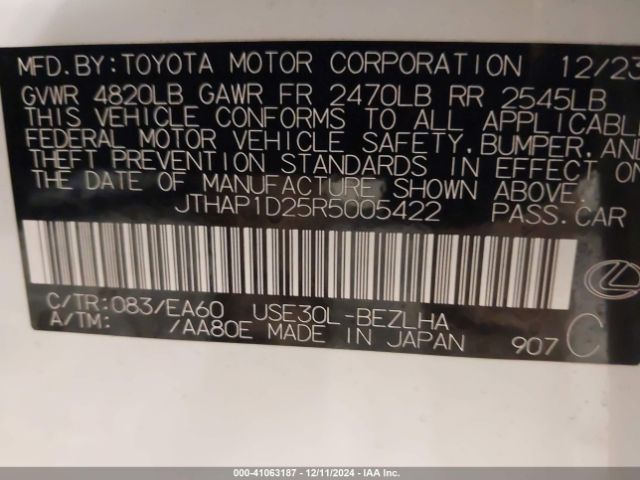 MFD.BY:TOYOTA MOTOR CORPORATION 12/23
GVWR 4820LB GAWR FR 2470LB RR 2545LB
THIS VEHICLE CONFORMS TO ALL APPLICABLE
FEDERAL MOTOR VEHICLE SAFETY,BUMPER,AND
THEFT PREVENTION STANDARDS IN EFFECT ON
THE DATE OF MANUFACTURE SHOWN ABOVE.
JTHAP1D25R5005422 PASS.CAR
C/TR:083/EA60 USE30L-BEZLHA
A/TM: /AA80E MADE IN JAPAN 907 C
000-41063187 - 12/11/2024 - IAAI.com